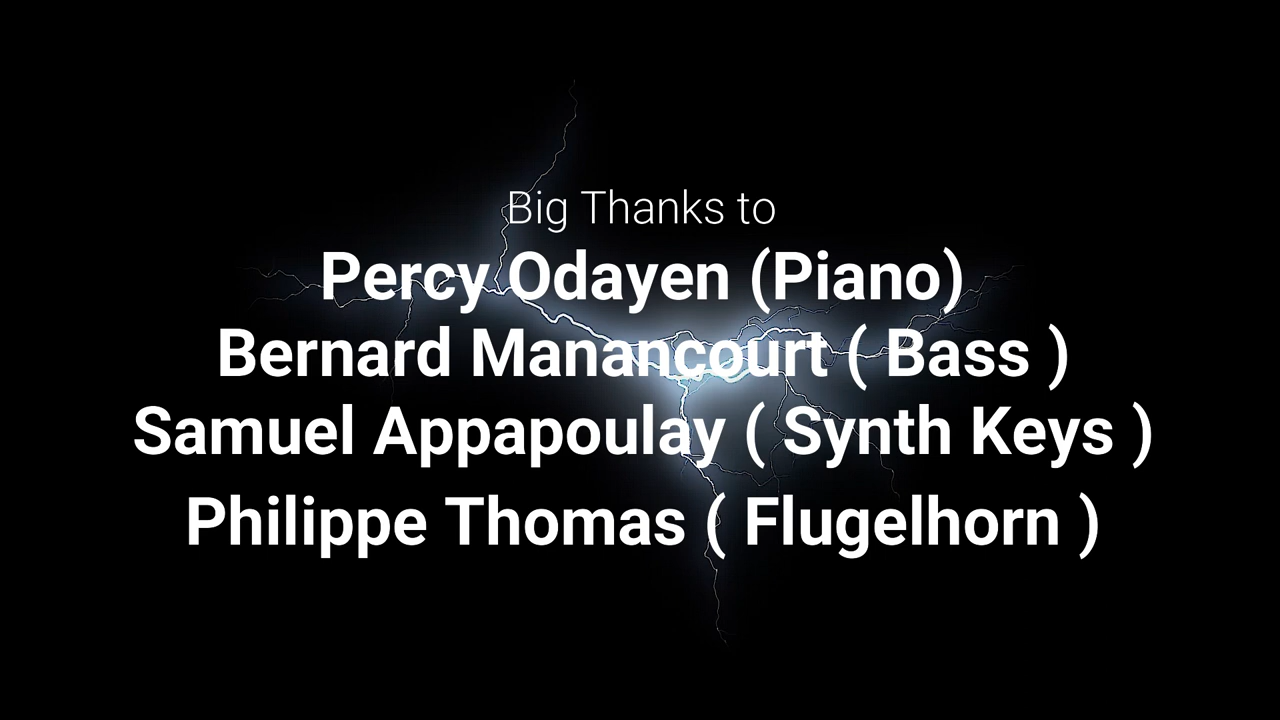 Big Thanks to
Percy Odayen (Piano)
Bernard Manancourt ( Bass )
Samuel Appapoulay ( Synth Keys )
Philippe Thomas ( Flugelhorn )